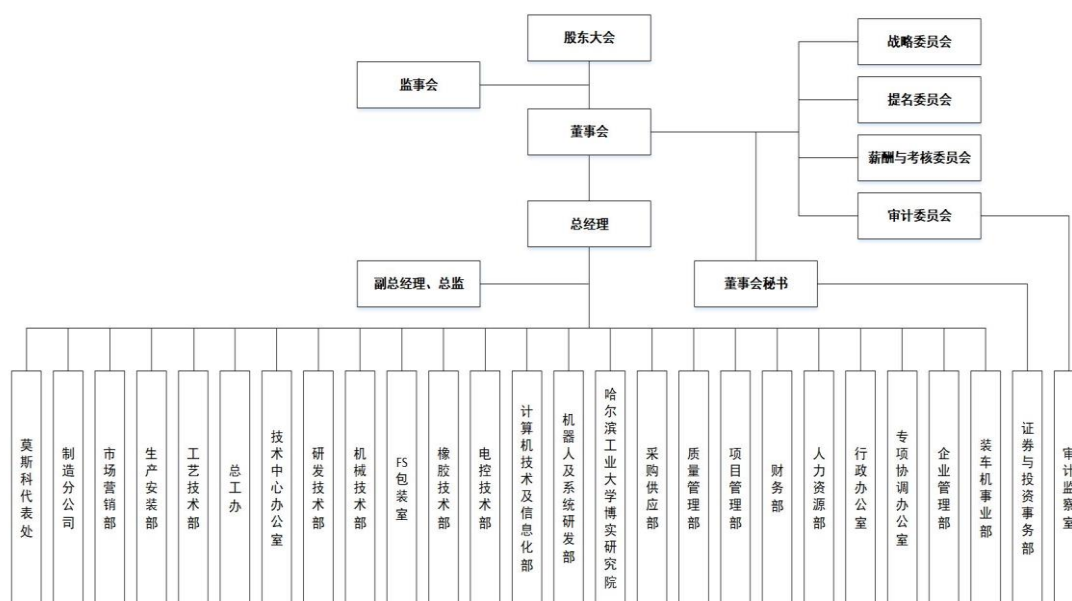 股东大会
战略委员会
监事会
提名委员会
董事会
薪酬与考核委员会
总经理
审计委员会
副总经理、总监
董事会秘书
莫斯科代表处
制造分公司
市场营销部
生产安装部
工艺技术部
总工办
技术中心办公室
研发技术部
机械技术部
FS包装室
橡胶技术部
电控技术部
计算机技术及信息化部
机器人及系统研发部
哈尔滨工业大学博实研究院
采购供应部
质量管理部
项目管理部
财务部
人力资源部
行政办公室
专项协调办公室
企业管理部
装车机事业部
证券与投资事务部
审计监察室